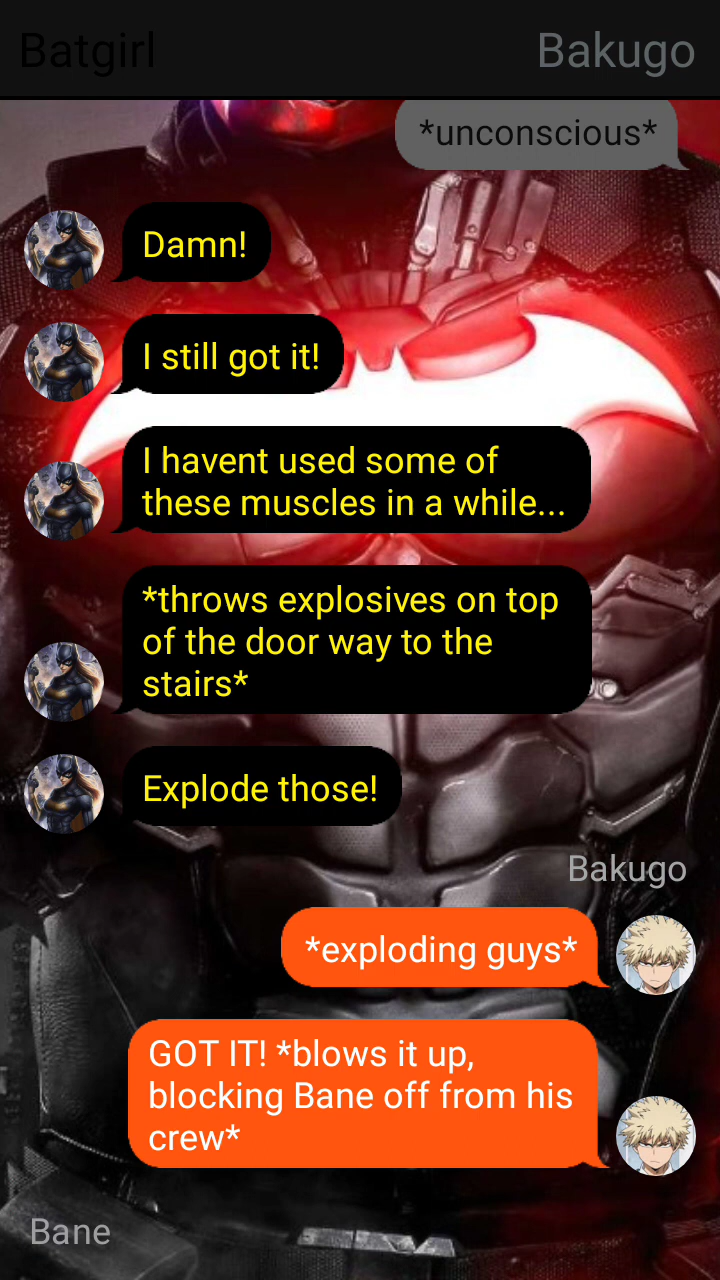 Batgirl
Bakugo
*unconscious*
Damn!
I still got it!
I havent used some of
these muscles in a while...
*throws explosives on top
of the door way to the
stairs*
Explode those!
Bakugo
*exploding guys*
GOT IT! *blows it up,
blocking Bane off from his
crew*
Bane